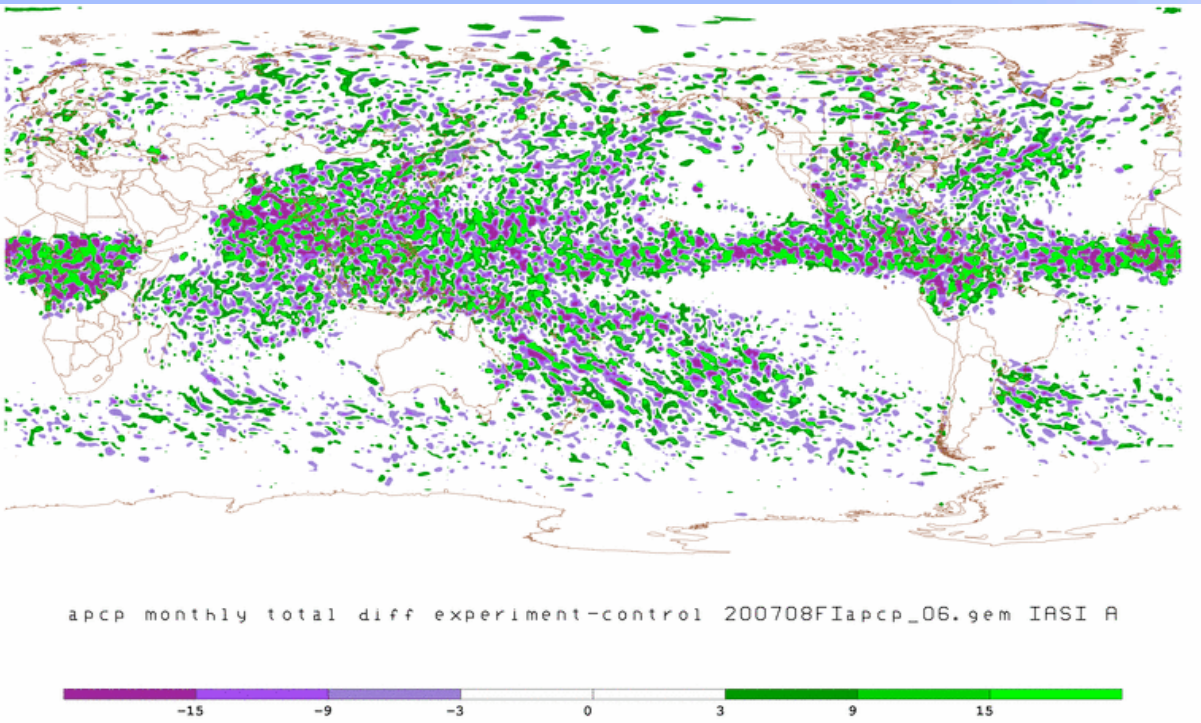 apcp monthly total diff experiment-control 200708FIapcp_06.gem IASI A
-15 -9 -3 0 3 9 15